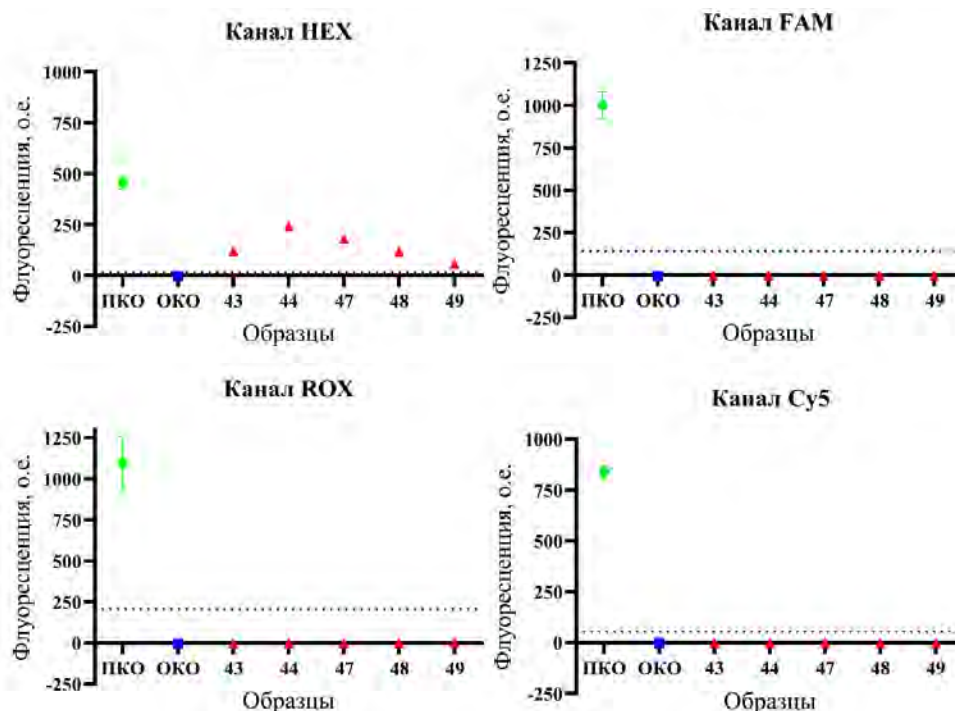 Канал HEX
Флуоресценция, о.е.
1000
750
500
250
0
-250
ПКО ОКО 43 44 47 48 49
Образцы
Канал FAM
Флуоресценция, о.е.
1250
1000
750
500
250
0
-250
ПКО ОКО 43 44 47 48 49
Образцы
Канал ROX
Флуоресценция, о.е.
1250
1000
750
500
250
0
-250
ПКО ОКО 43 44 47 48 49
Образцы
Канал Cy5
Флуоресценция, о.е.
1000
750
500
250
0
-250
ПКО ОКО 43 44 47 48 49
Образцы